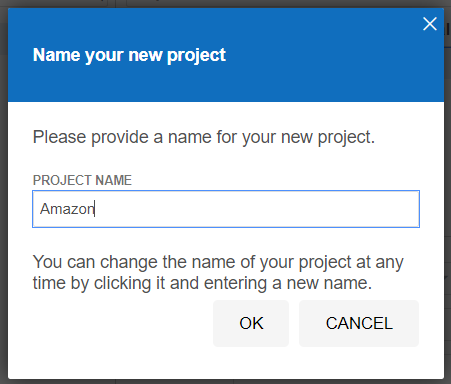 Name your new project
Please provide a name for your new project.
PROJECT NAME
Amazon
You can change the name of your project at any
time by clicking it and entering a new name.
OK CANCEL